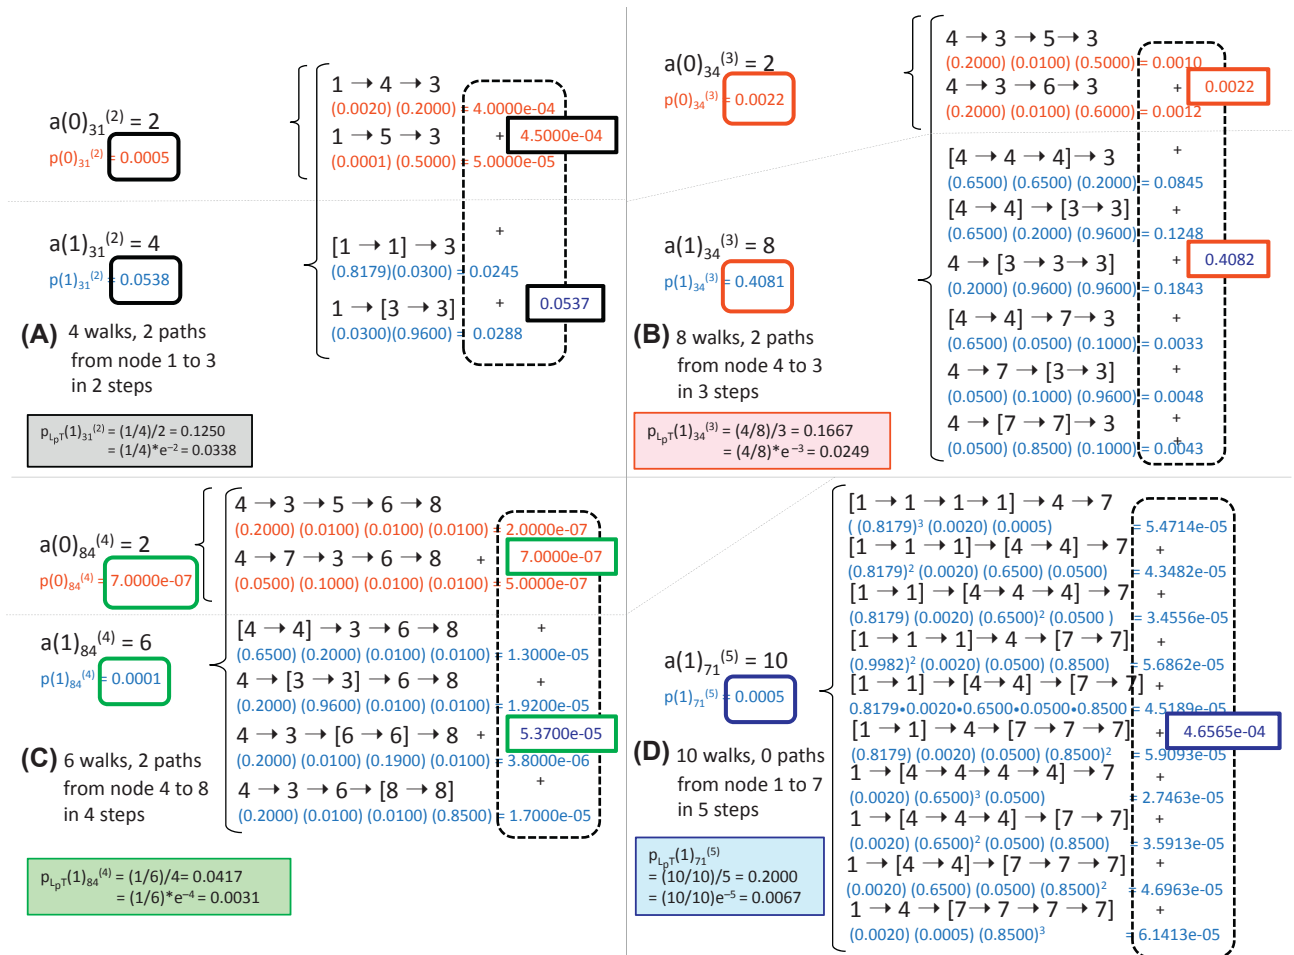 a(0)₃₁⁽²⁾ = 2
p(0)₃₁⁽²⁾ = 0.0005
1 → 4 → 3
(0.0020) (0.2000) = 4.0000e-04
1 → 5 → 3
+
4.5000e-04
(0.0001) (0.5000) = 5.0000e-05
a(1)₃₁⁽²⁾ = 4
p(1)₃₁⁽²⁾ = 0.0538
+
[1 → 1] → 3
(0.8179)(0.0300) = 0.0245
1 → [3 → 3]
+
0.0537
(0.0300)(0.9600) = 0.0288
(A) 4 walks, 2 paths
from node 1 to 3
in 2 steps
p_LpT(1)₃₁⁽²⁾ = (1/4)/2 = 0.1250
= (1/4)*e⁻² = 0.0338
a(0)₃₄⁽³⁾ = 2
p(0)₃₄⁽³⁾ = 0.0022
4 → 3 → 5 → 3
(0.2000) (0.0100) (0.5000) = 0.0010
4 → 3 → 6 → 3
+
0.0022
(0.2000) (0.0100) (0.6000) = 0.0012
+
[4 → 4 → 4] → 3
(0.6500) (0.6500) (0.2000) = 0.0845
[4 → 4] → [3 → 3]
+
(0.6500) (0.2000) (0.9600) = 0.1248
a(1)₃₄⁽³⁾ = 8
p(1)₃₄⁽³⁾ = 0.4081
4 → [3 → 3 → 3]
+
0.4082
(0.2000) (0.9600) (0.9600) = 0.1843
[4 → 4] → 7 → 3
+
(0.6500) (0.0500) (0.1000) = 0.0033
4 → 7 → [3 → 3]
+
(0.0500) (0.1000) (0.9600) = 0.0048
4 → [7 → 7] → 3
+
+
(0.0500) (0.8500) (0.1000) = 0.0043
(B) 8 walks, 2 paths
from node 4 to 3
in 3 steps
p_LpT(1)₃₄⁽³⁾ = (4/8)/3 = 0.1667
= (4/8)*e⁻³ = 0.0249
a(0)₈₄⁽⁴⁾ = 2
p(0)₈₄⁽⁴⁾ = 7.0000e-07
4 → 3 → 5 → 6 → 8
(0.2000) (0.0100) (0.0100) (0.0100) = 2.0000e-07
4 → 7 → 3 → 6 → 8
+
7.0000e-07
(0.0500) (0.1000) (0.0100) (0.0100) = 5.0000e-07
a(1)₈₄⁽⁴⁾ = 6
p(1)₈₄⁽⁴⁾ = 0.0001
[4 → 4] → 3 → 6 → 8
+
(0.6500) (0.2000) (0.0100) (0.0100) = 1.3000e-05
4 → [3 → 3] → 6 → 8
+
(0.2000) (0.9600) (0.0100) (0.0100) = 1.9200e-05
4 → 3 → [6 → 6] → 8
+
5.3700e-05
(0.2000) (0.0100) (0.1900) (0.0100) = 3.8000e-06
4 → 3 → 6 → [8 → 8]
+
(0.2000) (0.0100) (0.0100) (0.8500) = 1.7000e-05
(C) 6 walks, 2 paths
from node 4 to 8
in 4 steps
p_LpT(1)₈₄⁽⁴⁾ = (1/6)/4= 0.0417
= (1/6)*e⁻⁴ = 0.0031
[1 → 1 → 1 → 1] → 4 → 7
( (0.8179)³ (0.0020) (0.0005) = 5.4714e-05
[1 → 1 → 1] → [4 → 4] → 7
+
(0.8179)² (0.0020) (0.6500) (0.0500) = 4.3482e-05
[1 → 1] → [4 → 4 → 4] → 7
+
(0.8179) (0.0020) (0.6500)² (0.0500 ) = 3.4556e-05
[1 → 1 → 1] → 4 → [7 → 7]
+
(0.9982)² (0.0020) (0.0500) (0.8500) = 5.6862e-05
a(1)₇₁⁽⁵⁾ = 10
p(1)₇₁⁽⁵⁾ = 0.0005
[1 → 1] → [4 → 4] → [7 → 7]
+
0.8179•0.0020•0.6500•0.0500•0.8500 = 4.5189e-05
[1 → 1] → 4 → [7 → 7 → 7]
+
4.6565e-04
(0.8179) (0.0020) (0.0500) (0.8500)² = 5.9093e-05
1 → [4 → 4 → 4 → 4] → 7
+
(0.0020) (0.6500)³ (0.0500) = 2.7463e-05
1 → [4 → 4 → 4] → [7 → 7]
+
(0.0020) (0.6500)² (0.0500) (0.8500) = 3.5913e-05
1 → [4 → 4] → [7 → 7 → 7]
+
(0.0020) (0.6500) (0.0500) (0.8500)² = 4.6963e-05
1 → 4 → [7 → 7 → 7 → 7]
+
(0.0020) (0.0005) (0.8500)³ = 6.1413e-05
(D) 10 walks, 0 paths
from node 1 to 7
in 5 steps
p_LpT(1)₇₁⁽⁵⁾
= (10/10)/5 = 0.2000
= (10/10)e⁻⁵ = 0.0067